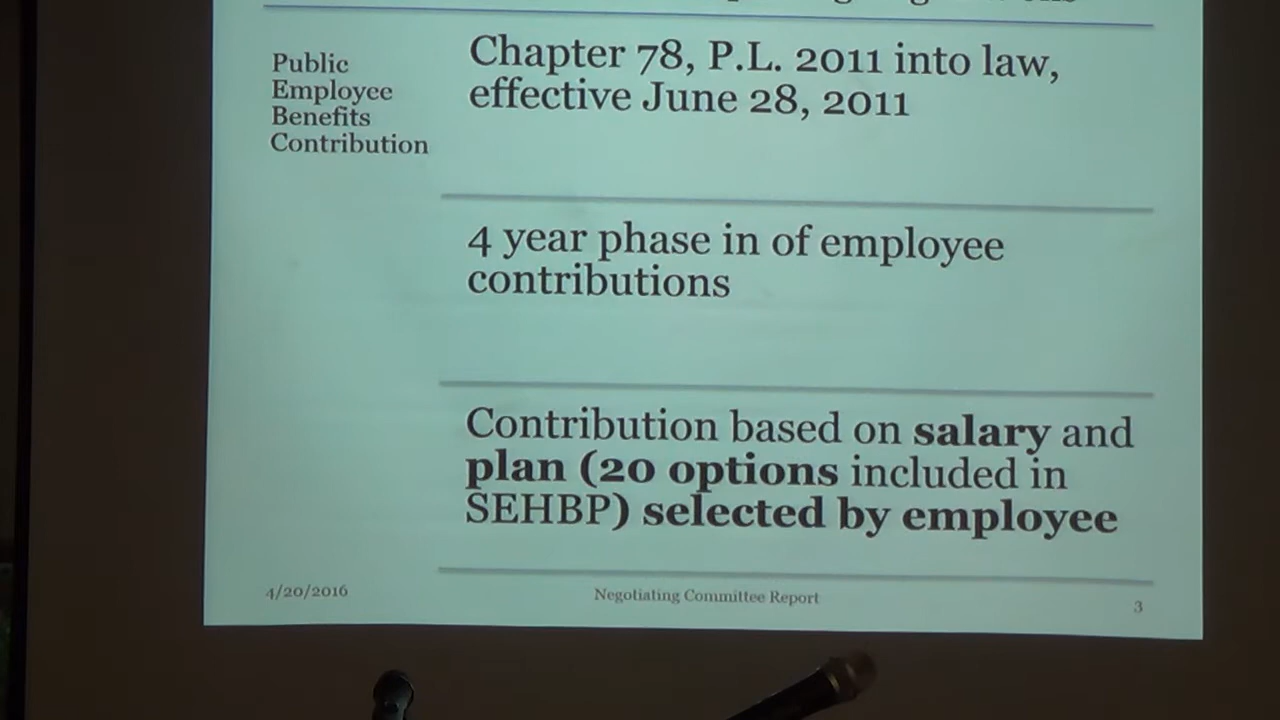 Public
Employee
Benefits
Contribution
Chapter 78, P.L. 2011 into law,
effective June 28, 2011
4 year phase in of employee
contributions
Contribution based on salary and
plan (20 options included in
SEHBP) selected by employee
4/20/2016
Negotiating Committee Report
3